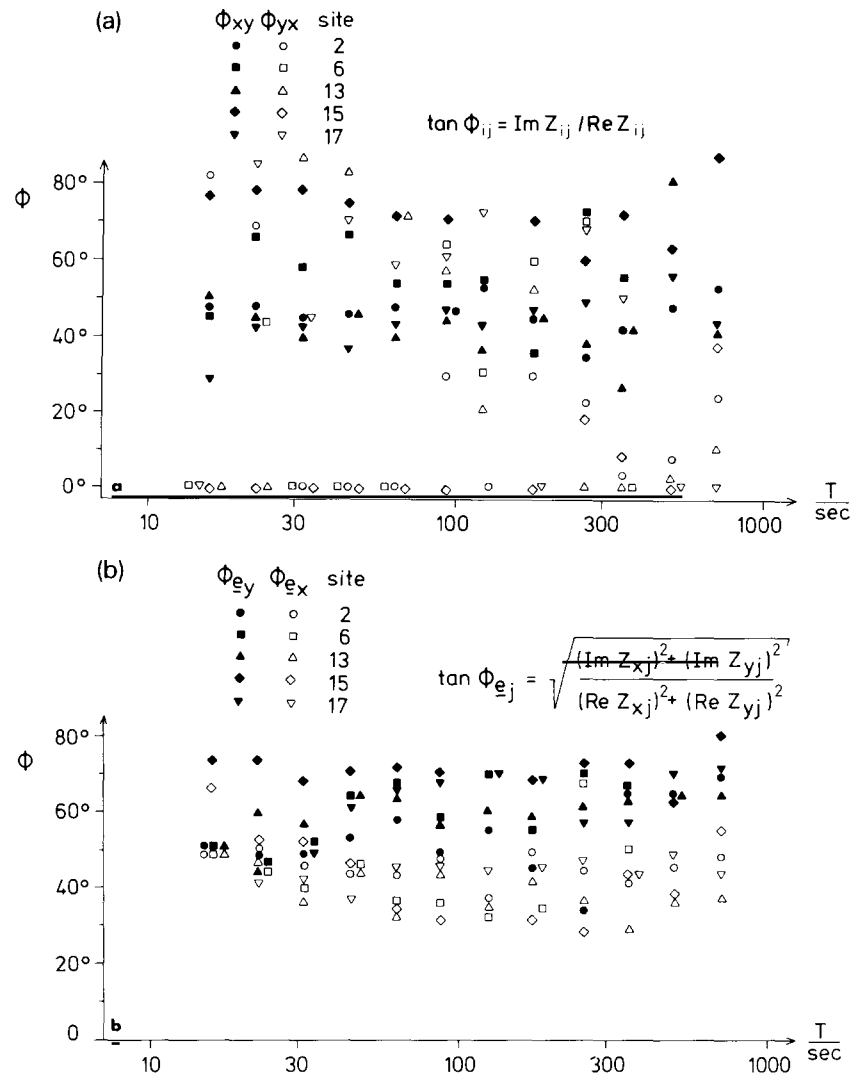 (a)
Φxy Φyx site
2
6
13
15
17
tan Φij = Im Zij / Re Zij
Φ
80°
60°
40°
20°
0°
a
10 30 100 300 1000
T
sec
(b)
Φey Φex site
2
6
13
15
17
tan Φej = √ (Im Zxj)² + (Im Zyj)²
(Re Zxj)² + (Re Zyj)²
Φ
80°
60°
40°
20°
0
b
10 30 100 300 1000
T
sec